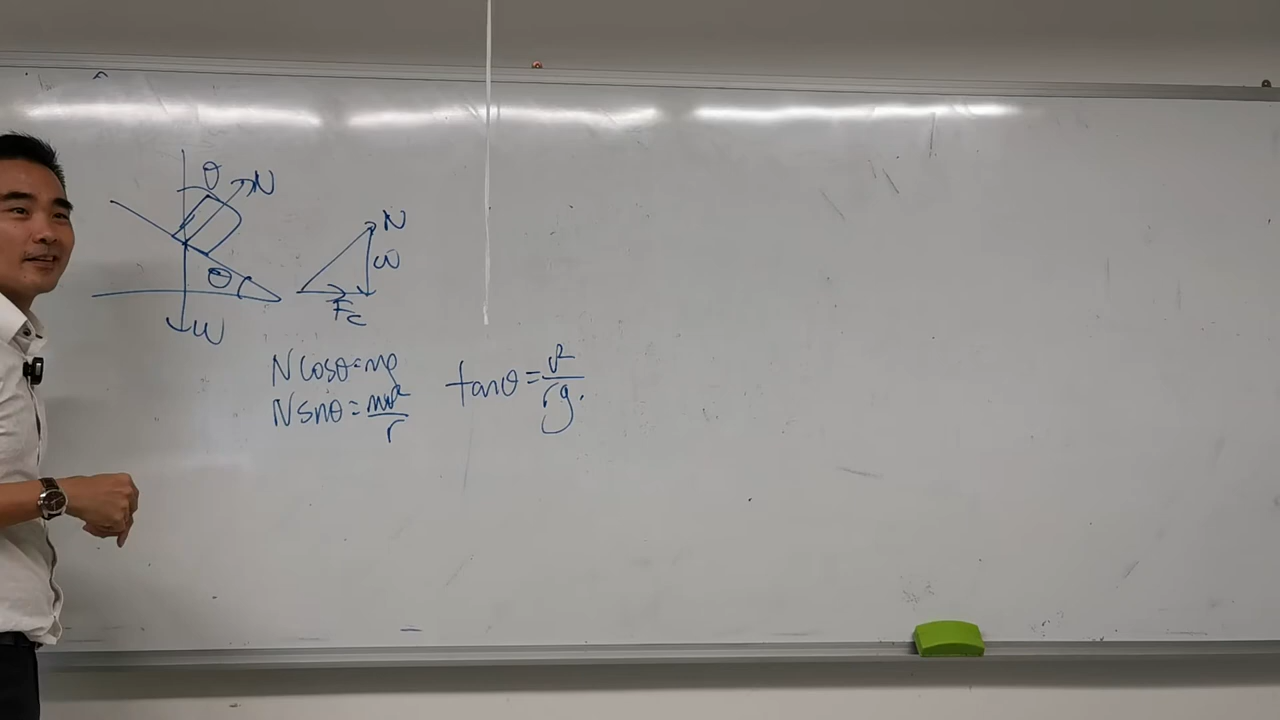 θ
N
N
W
θ
Fc
W
N cosθ = mg
N sinθ = mv²/r
tanθ = v²/rg.